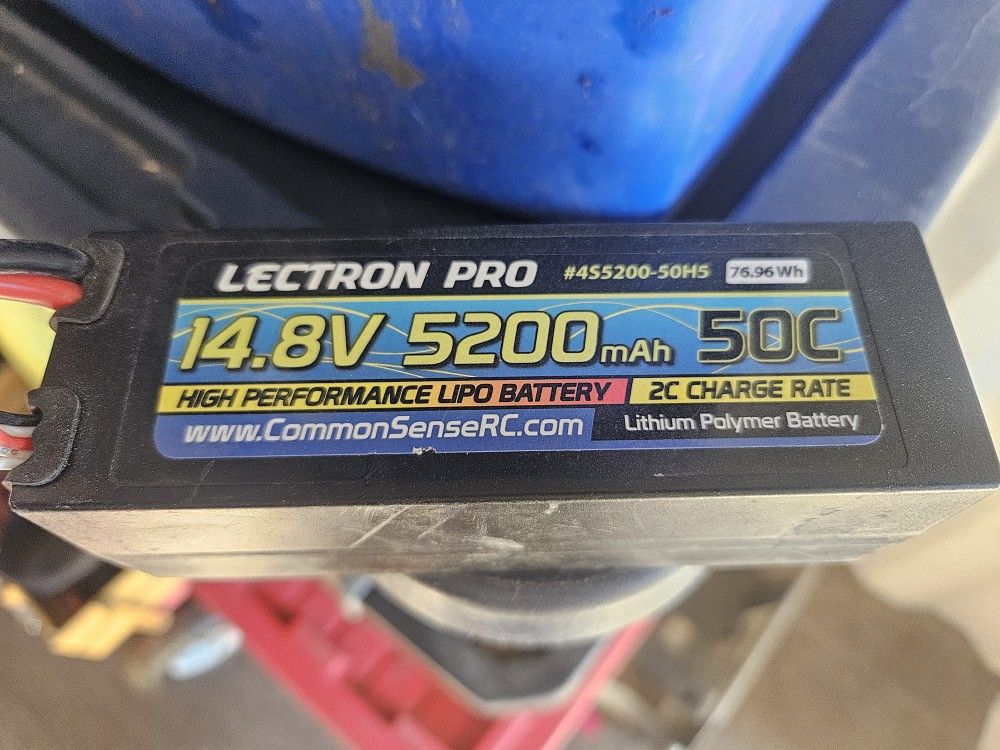 LECTRON PRO #4S5200-50H5 76.96 Wh
14.8V 5200mAh 50C
HIGH PERFORMANCE LIPO BATTERY 2C CHARGE RATE
www.CommonSenseRC.com Lithium Polymer Battery